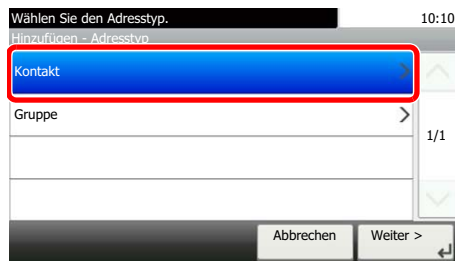 Wählen Sie den Adresstyp. 10:10
Hinzufügen - Adresstyp
Kontakt
Gruppe
1/1
Abbrechen Weiter >